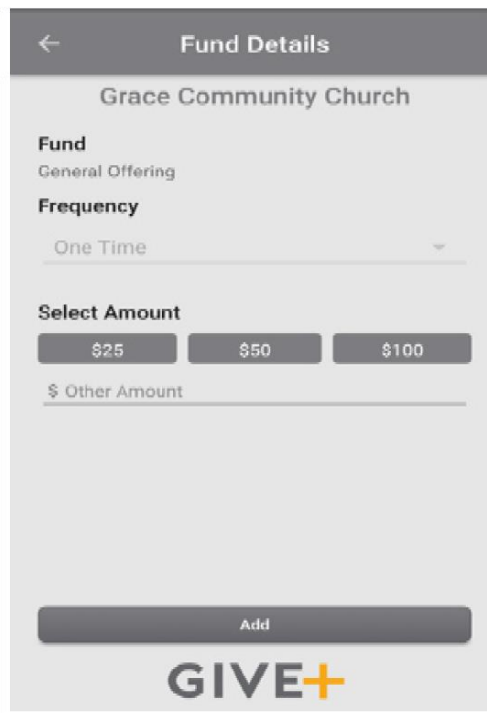 Fund Details
Grace Community Church
Fund
General Offering
Frequency
One Time
Select Amount
$25 $50 $100
$ Other Amount
Add
GIVE+